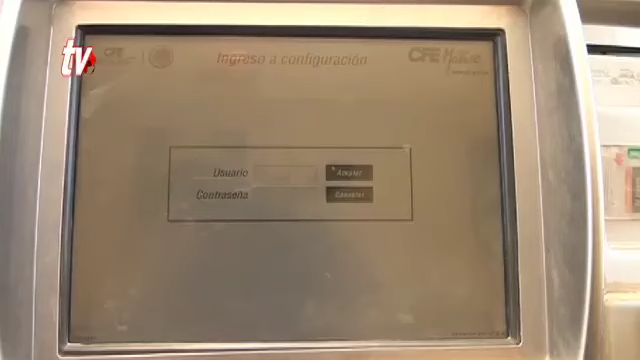 tv
CFE
Ingreso a configuración
CFE
Usuario
Aceptar
Contraseña
Cancelar